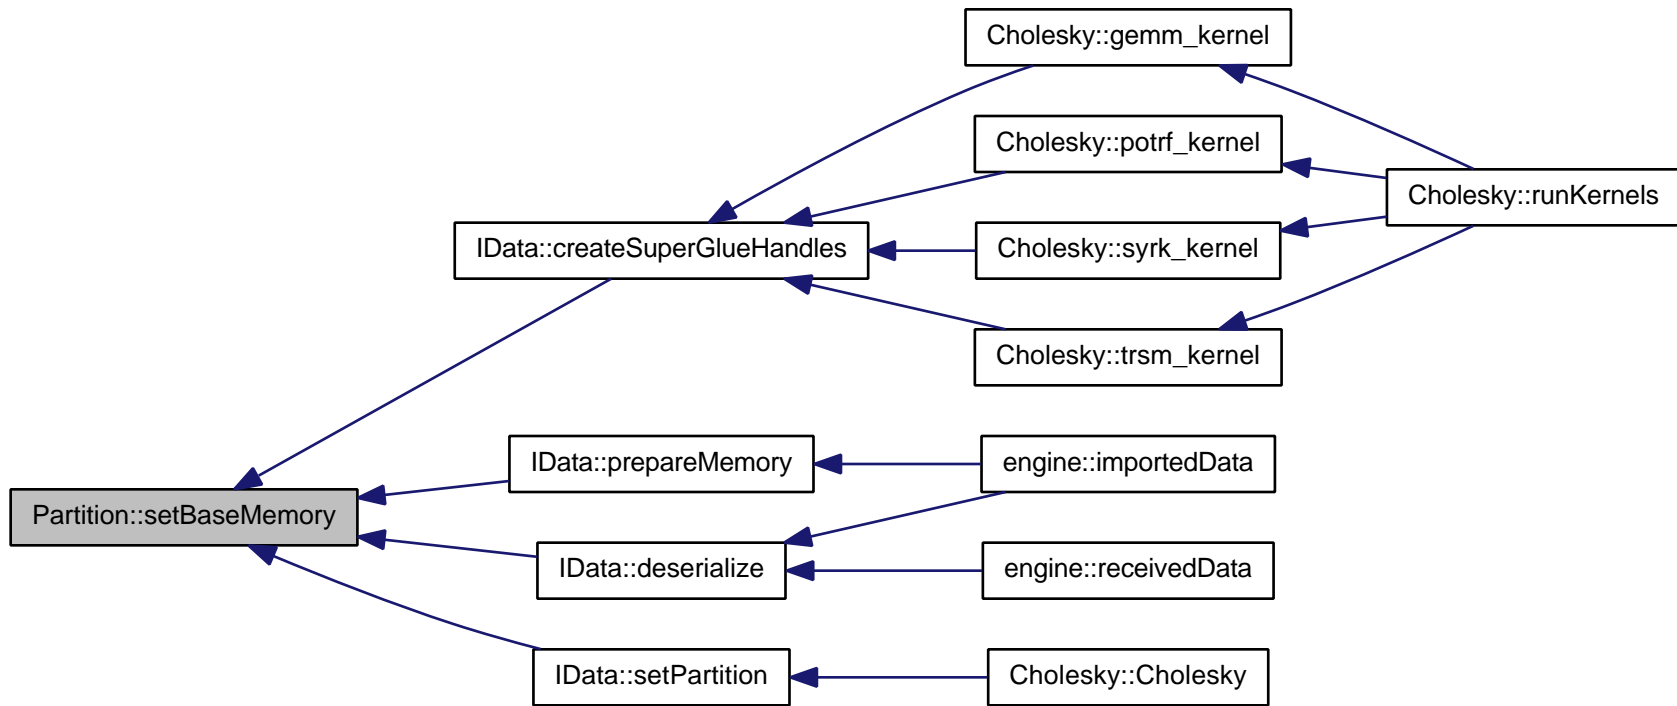 Cholesky::gemm_kernel
Cholesky::potrf_kernel
Cholesky::runKernels
IData::createSuperGlueHandles
Cholesky::syrk_kernel
Cholesky::trsm_kernel
IData::prepareMemory
engine::importedData
Partition::setBaseMemory
IData::deserialize
engine::receivedData
IData::setPartition
Cholesky::Cholesky